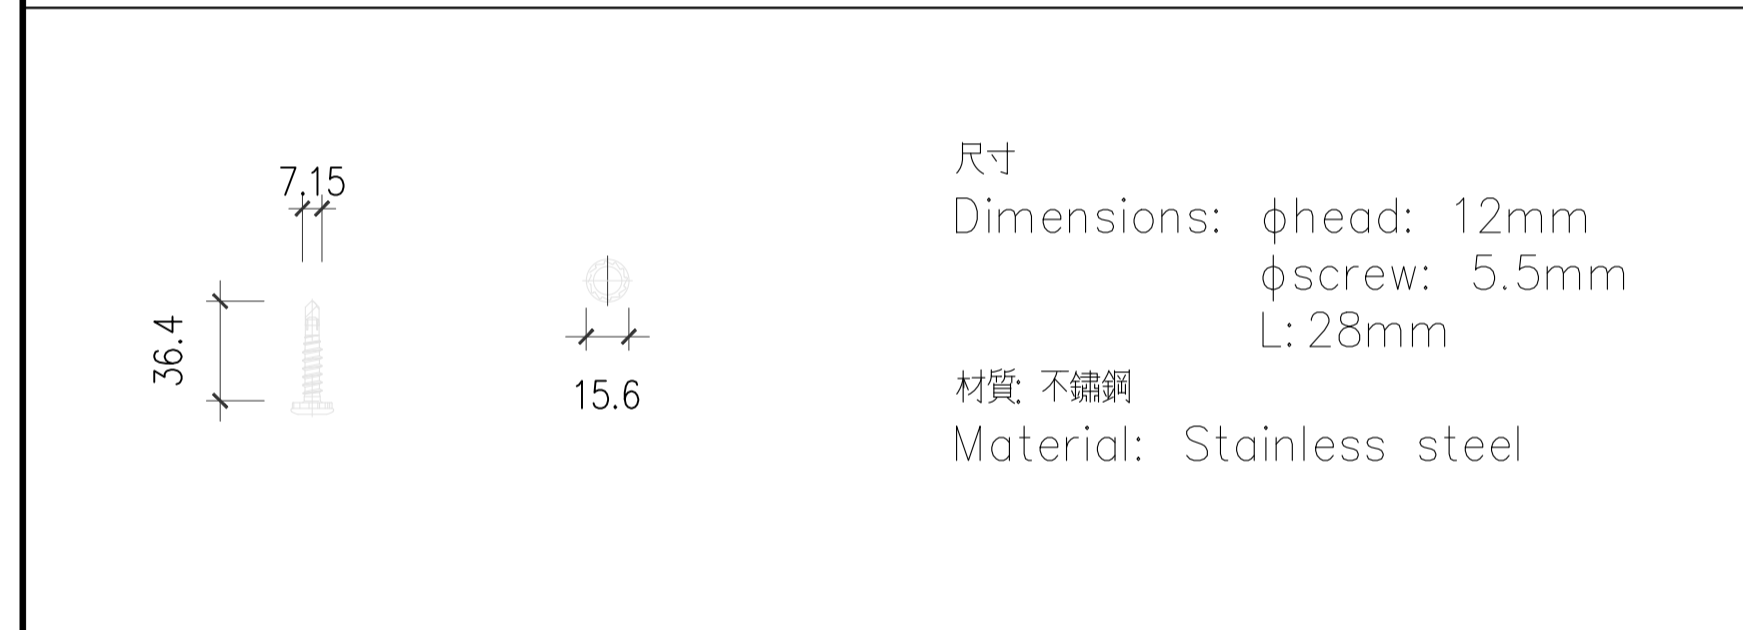 7.15
36.4
15.6
尺寸
Dimensions: ϕhead: 12mm
ϕscrew: 5.5mm
L: 28mm
材質: 不鏽鋼
Material: Stainless steel